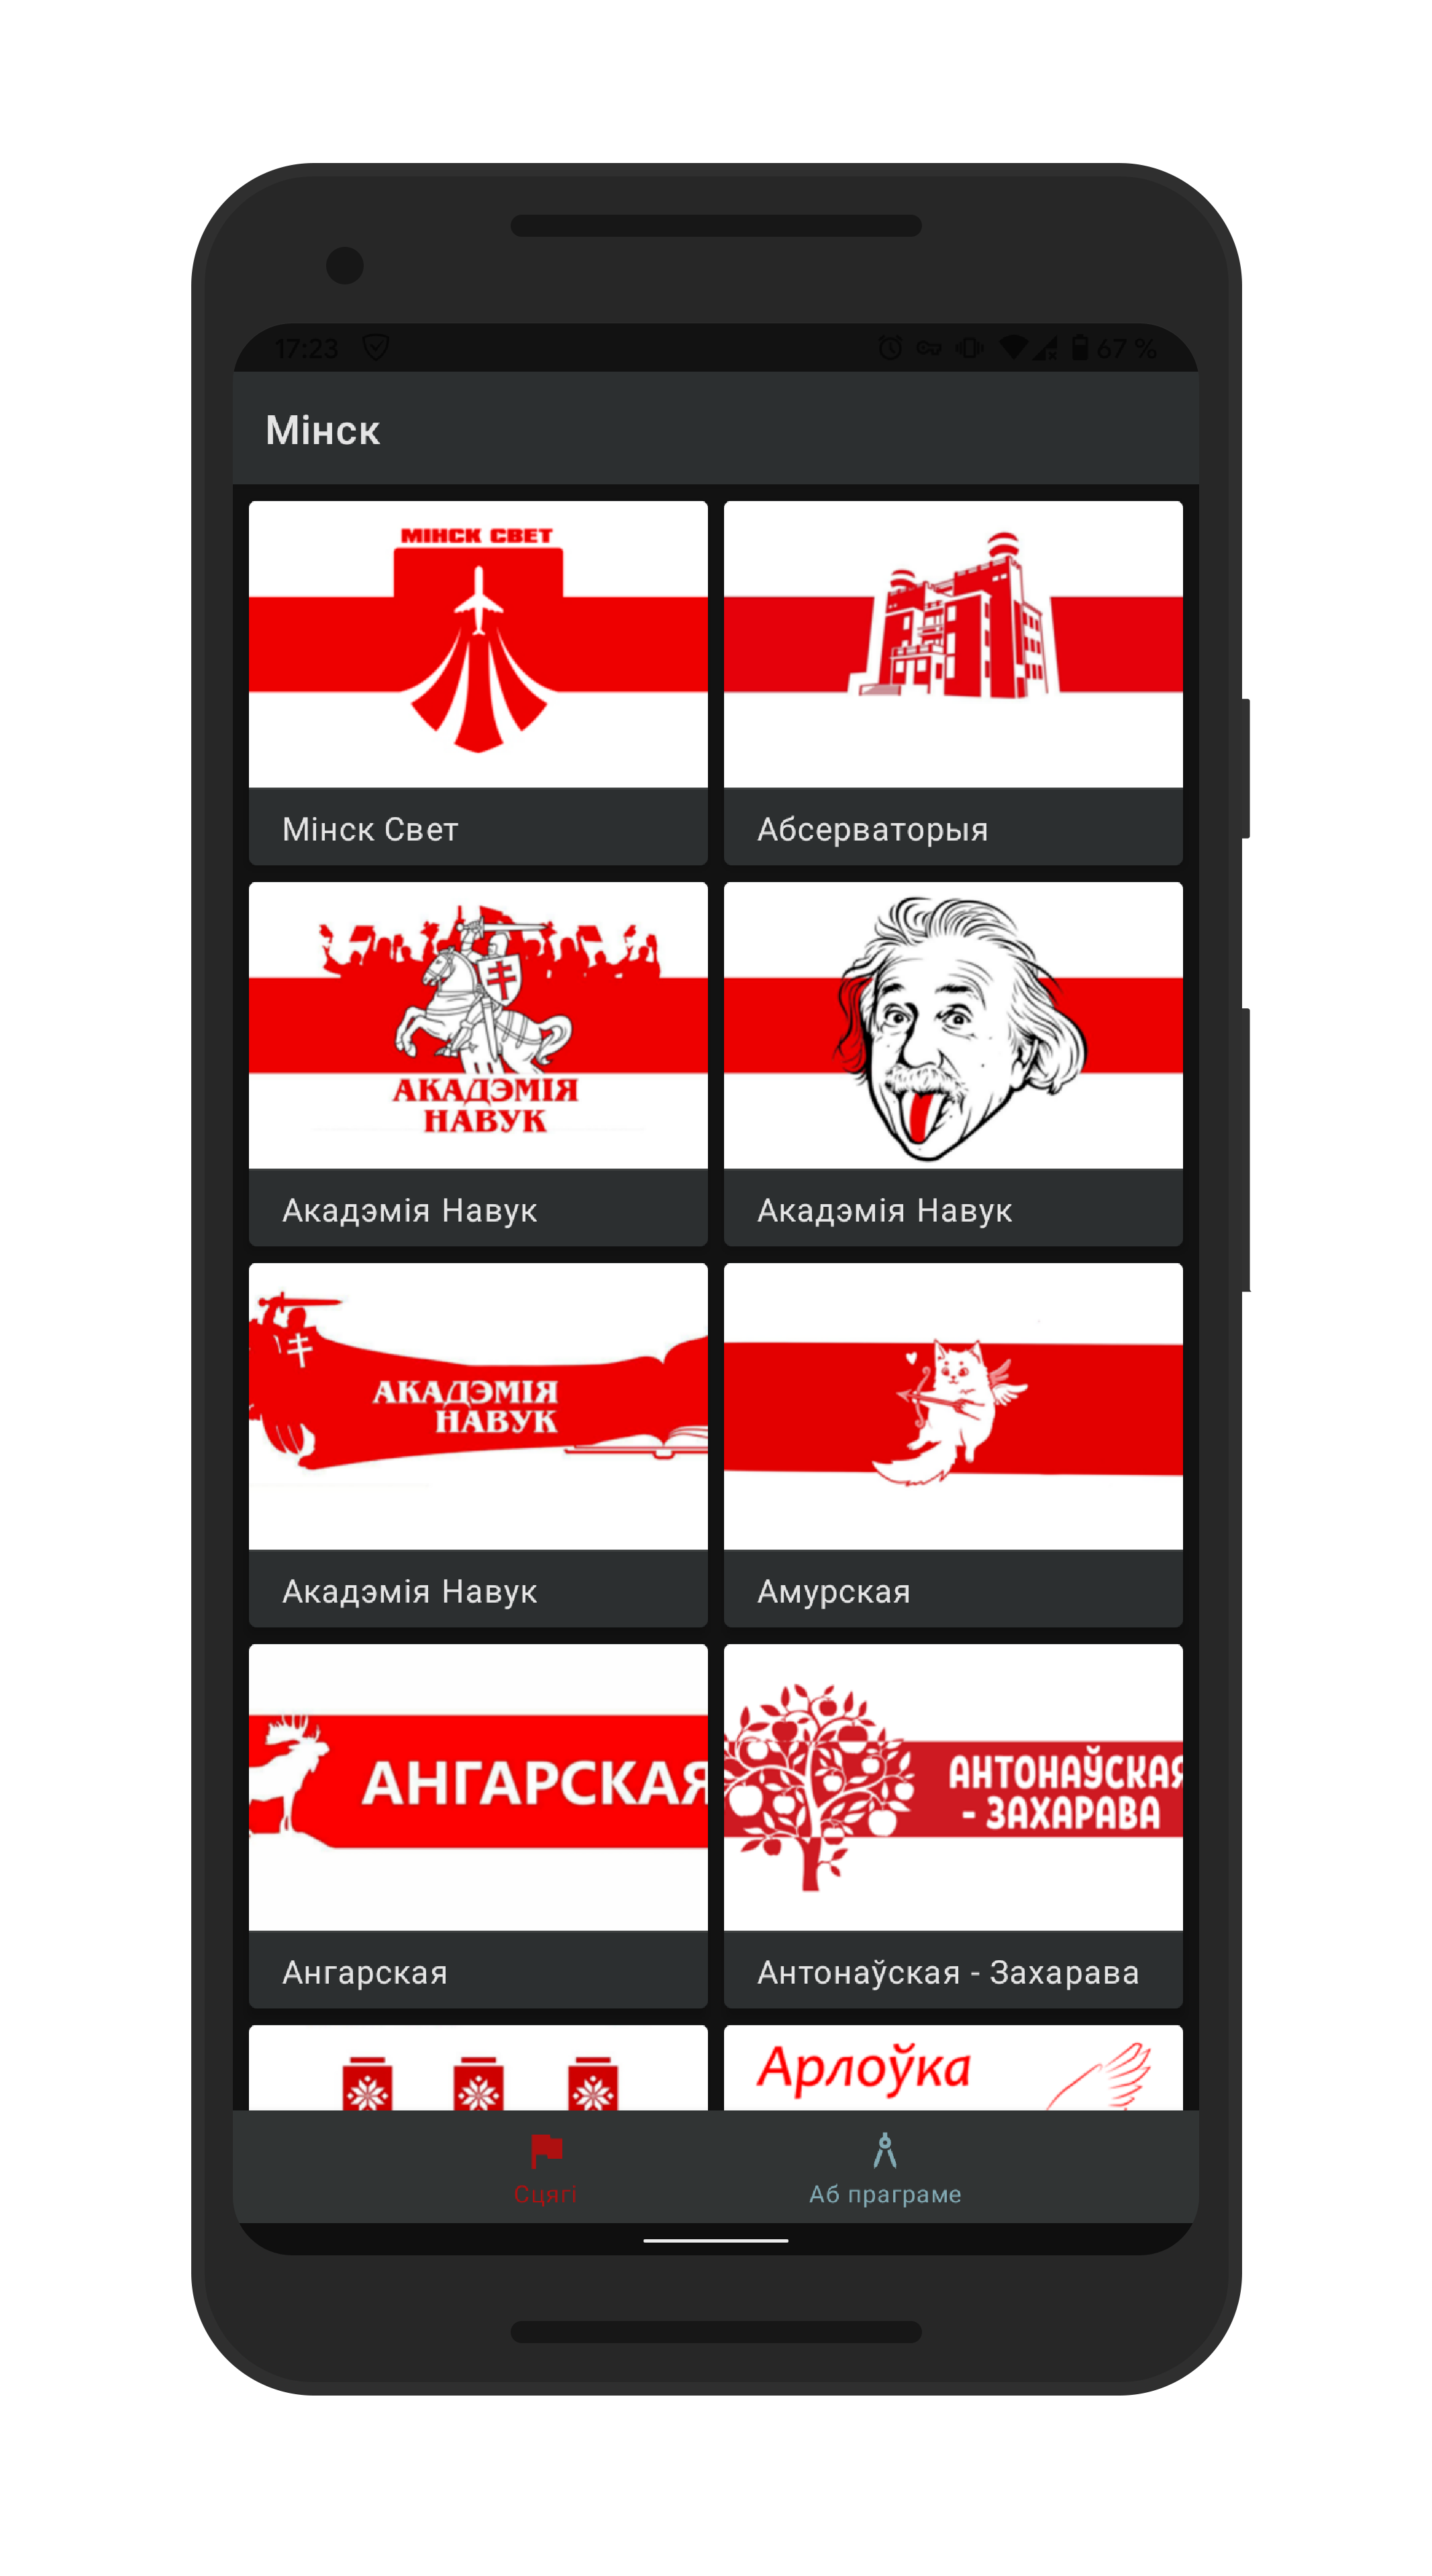 17:23 67 %
Мінск
МІНСК СВЕТ
Мінск Свет
Абсерваторыя
АКАДЭМІЯ
НАВУК
Акадэмія Навук
Акадэмія Навук
АКАДЭМІЯ
НАВУК
Акадэмія Навук
Амурская
АНГАРСКАЯ
Ангарская
АНТОНАЎСКАЯ
- ЗАХАРАВА
Антонаўская - Захарава
Арлоўка
Сцягі
Аб праграме